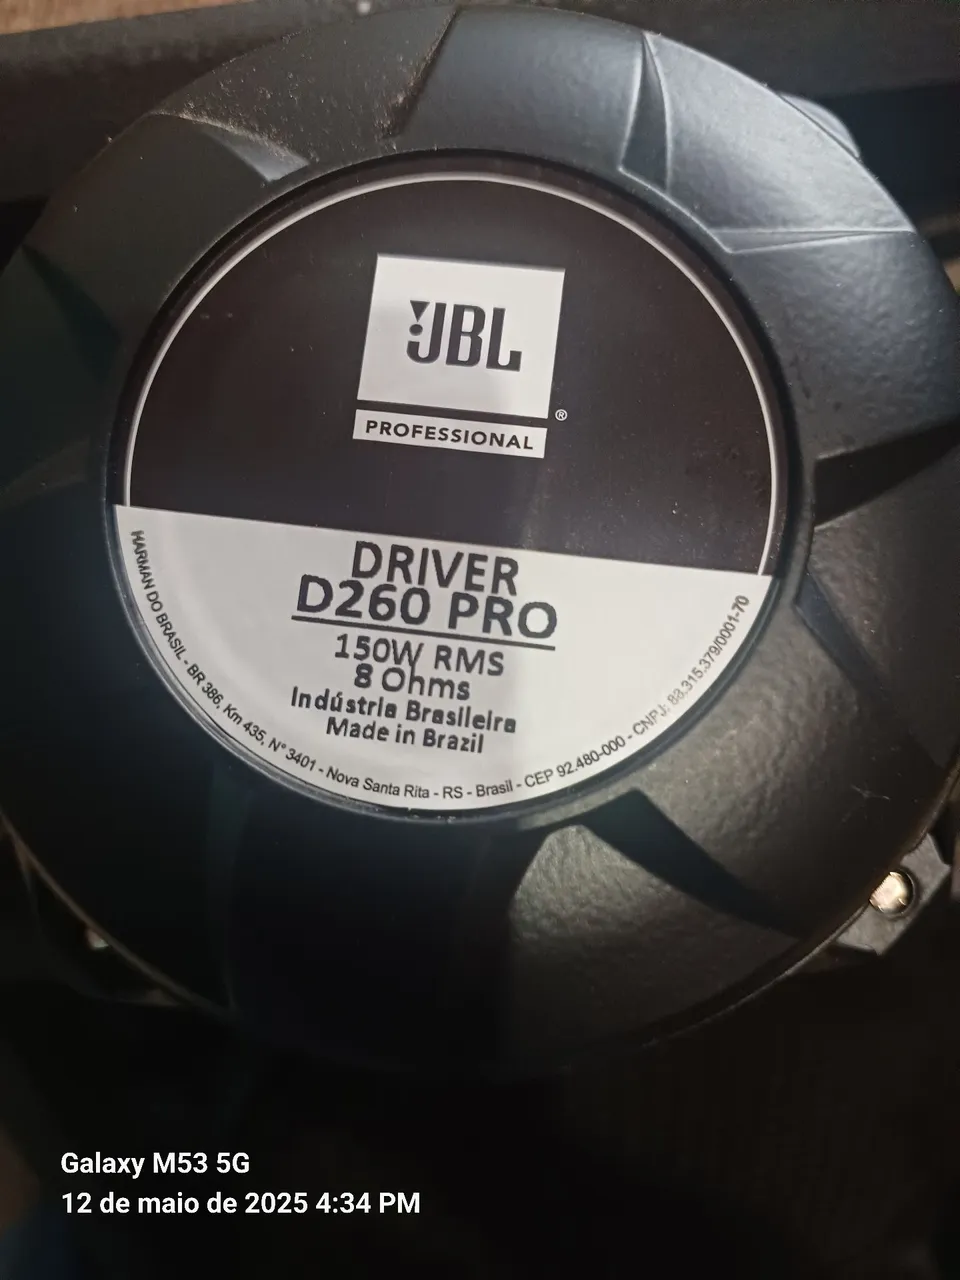 JBL
®
PROFESSIONAL
DRIVER
D260 PRO
150W RMS
8 Ohms
Indústria Brasileira
Made in Brazil
HARMAN DO BRASIL - BR 386, Km 435, N° 3401 - Nova Santa Rita - RS - Brasil - CEP 92.480-000 - CNPJ: 88.315.379/0001-70
Galaxy M53 5G
12 de maio de 2025 4:34 PM